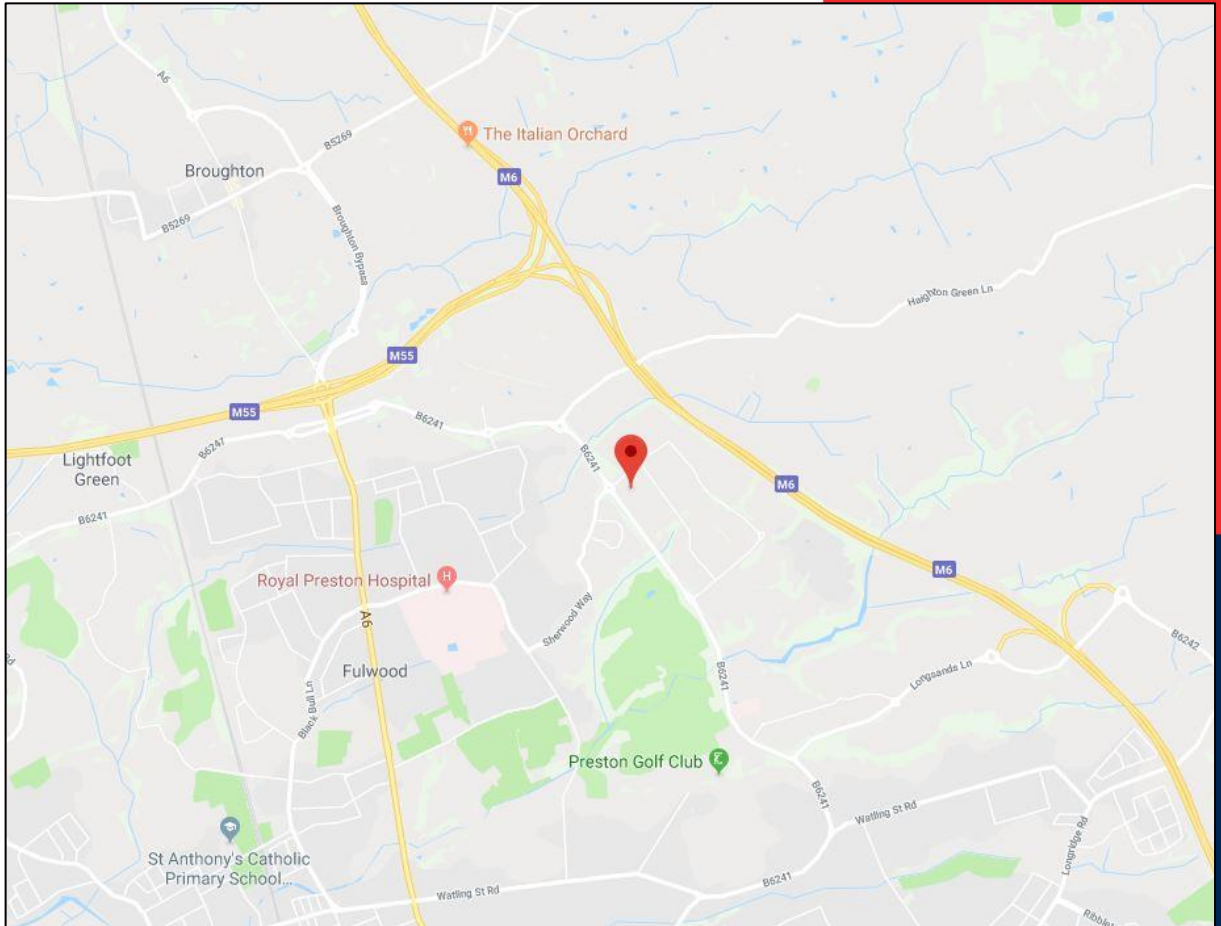 A6
B5269
The Italian Orchard
Broughton
M6
B5269
Broughton Bypass
Haighton Green Ln
M55
M55
B6241
B6241
B6241
Lightfoot
Green
M6
B6241
Royal Preston Hospital
H
M6
A6
Sherwood Way
B6242
Fulwood
B6241
Longsands Ln
Black Bull Ln
Preston Golf Club
B6241
Watling St Rd
Longridge Rd
St Anthony's Catholic
Primary School...
B6241
Watling St Rd